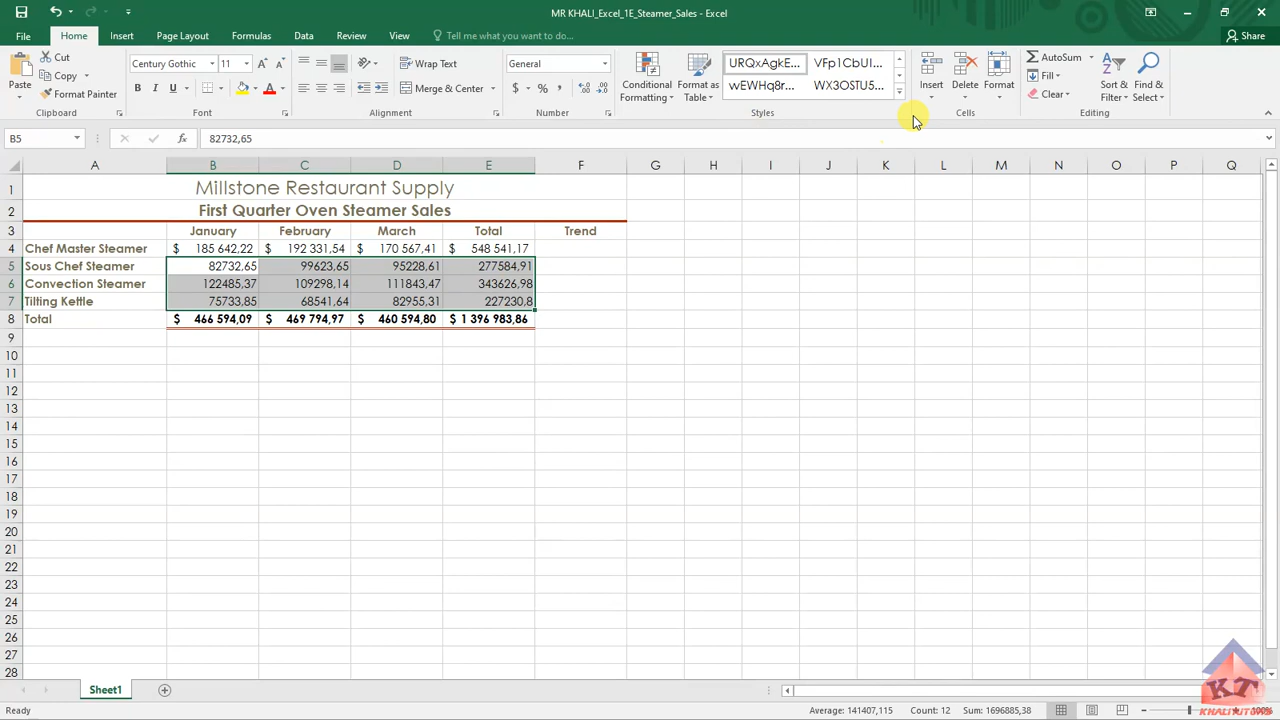 MR KHALI_Excel_1E_Steamer_Sales - Excel
File Home Insert Page Layout Formulas Data Review View Tell me what you want to do... Share
Cut
Copy
Format Painter
Paste
Century Gothic 11
B I U
Wrap Text
Merge & Center
General
$ % ,
Conditional Formatting
Format as Table
URQxAgkE... VFp1CbUI...
WX3OSTU5...
Insert Delete Format
AutoSum
Fill
Clear
Sort & Filter
Find & Select
Clipboard Font Alignment Number Styles Cells Editing
B5 fx 82732,65
A B C D E F G H I J K L M N O P Q
1 Millstone Restaurant Supply
2 First Quarter Oven Steamer Sales
3 January February March Total Trend
4 Chef Master Steamer $ 185 642,22 $ 192 331,54 $ 170 567,41 $ 548 541,17
5 Sous Chef Steamer 82732,65 99623,65 95228,61 277584,91
6 Convection Steamer 122485,37 109298,14 111843,47 343626,98
7 Tilting Kettle 75733,85 68541,64 82955,31 227230,8
8 Total $ 466 594,09 $ 469 794,97 $ 460 594,80 $ 1 396 983,86
9
10
11
12
13
14
15
16
17
18
19
20
21
22
23
24
25
26
27
28
Sheet1
Ready Average: 141407,115 Count: 12 Sum: 1696885,38 100%
KT